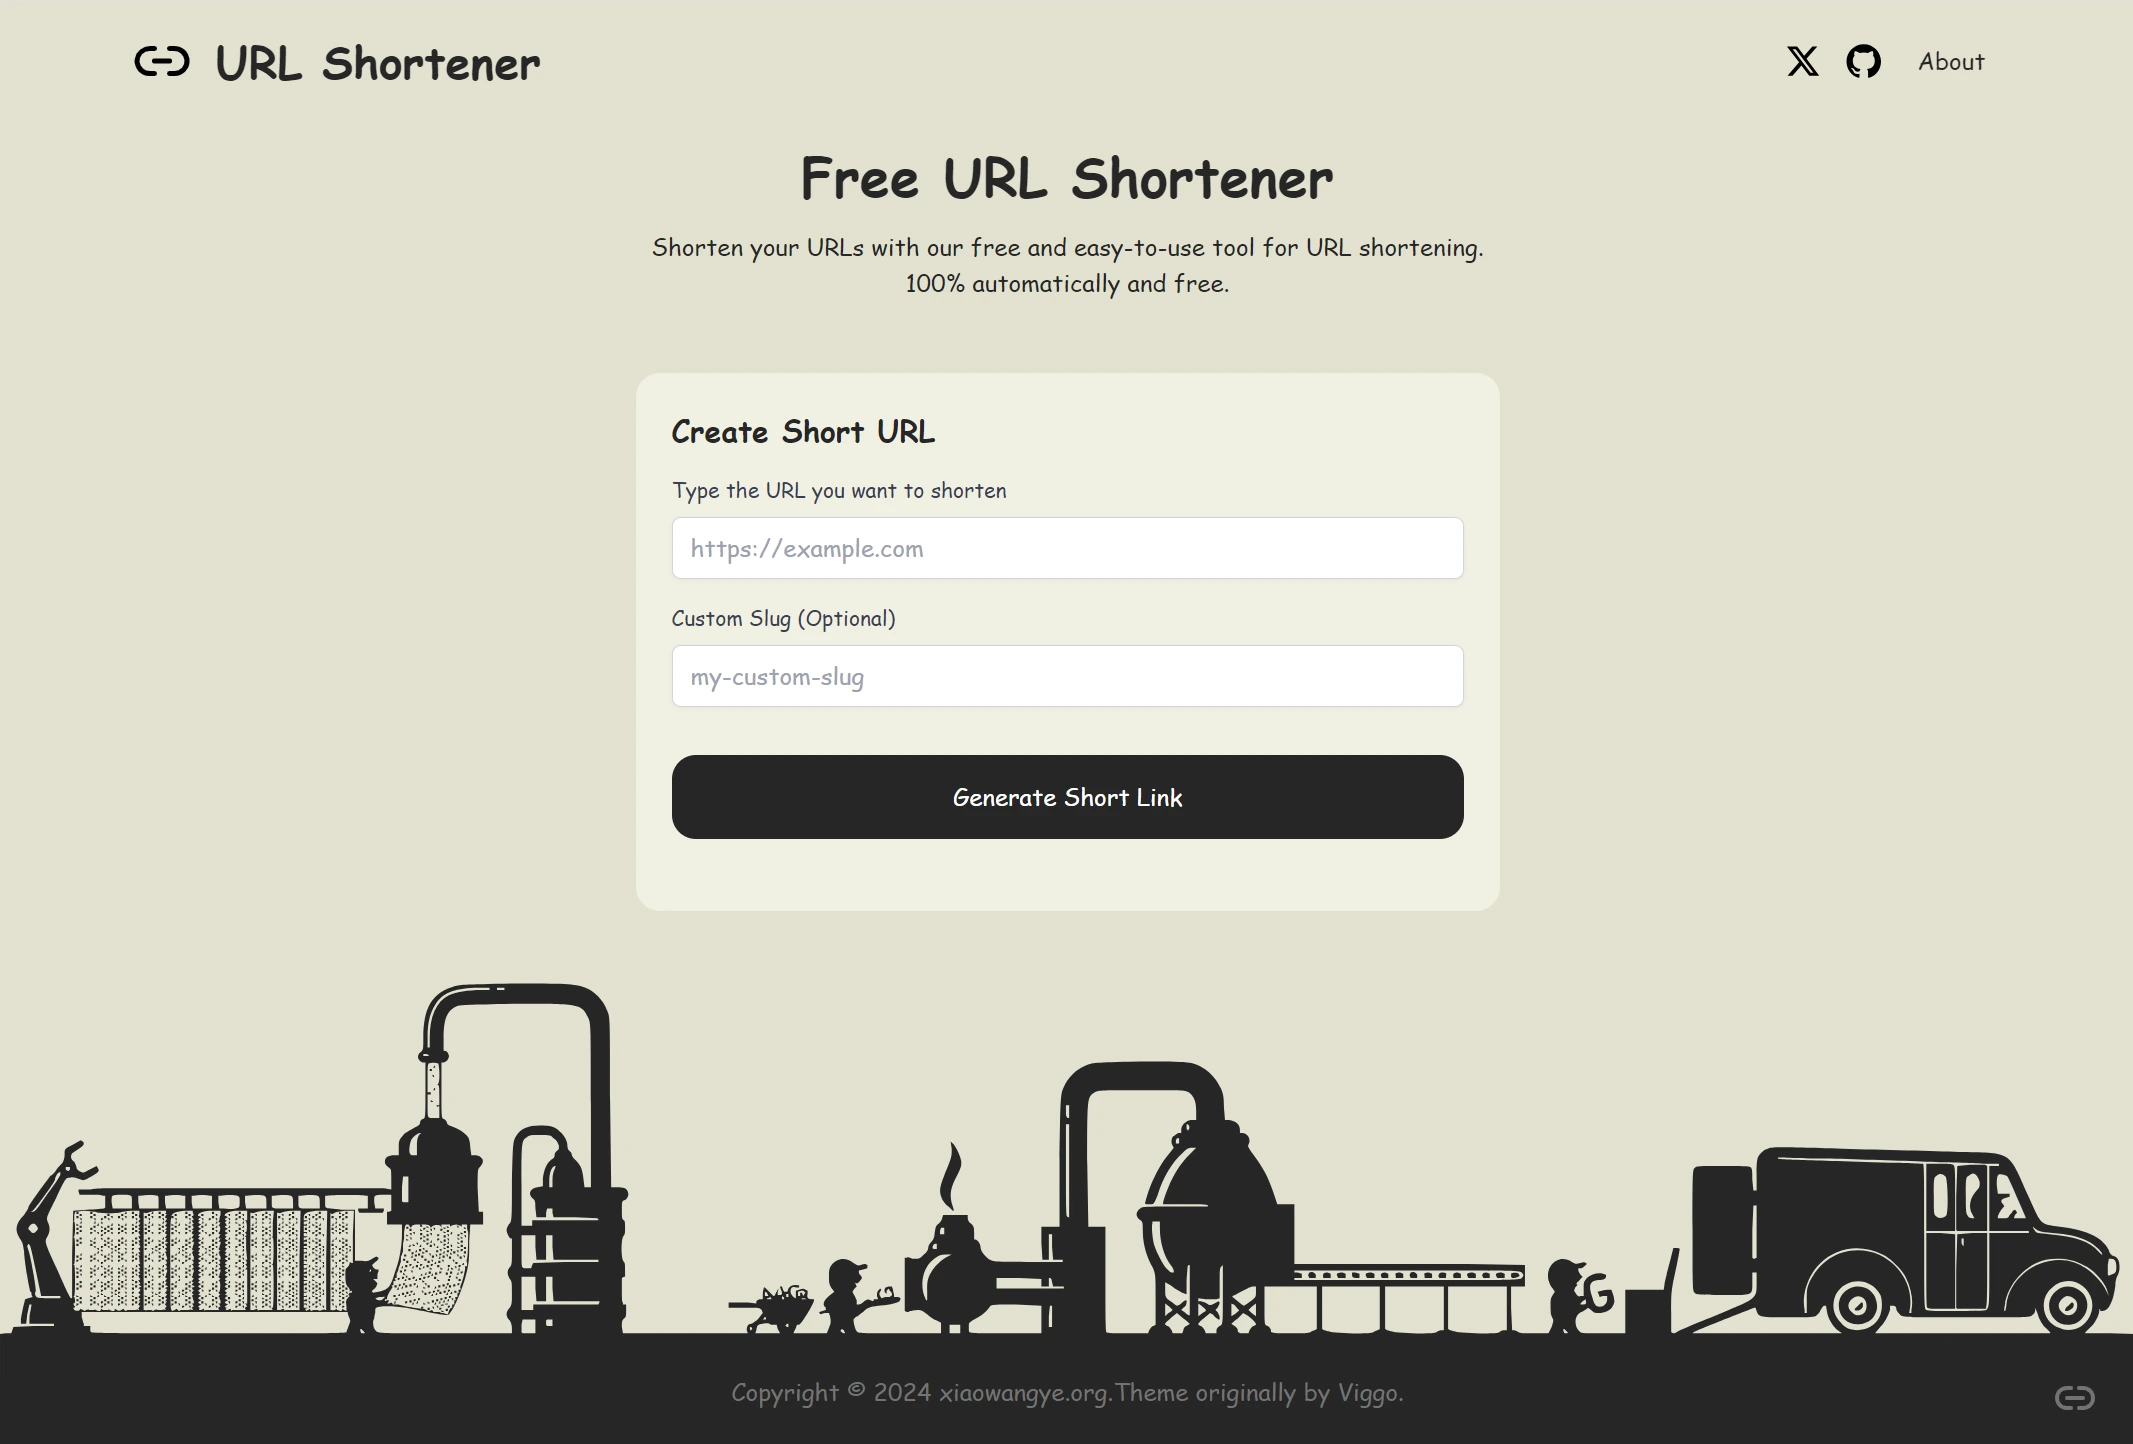 URL Shortener
About
Free URL Shortener
Shorten your URLs with our free and easy-to-use tool for URL shortening.
100% automatically and free.
Create Short URL
Type the URL you want to shorten
https://example.com
Custom Slug (Optional)
my-custom-slug
Generate Short Link
G
Copyright © 2024 xiaowangye.org.Theme originally by Viggo.